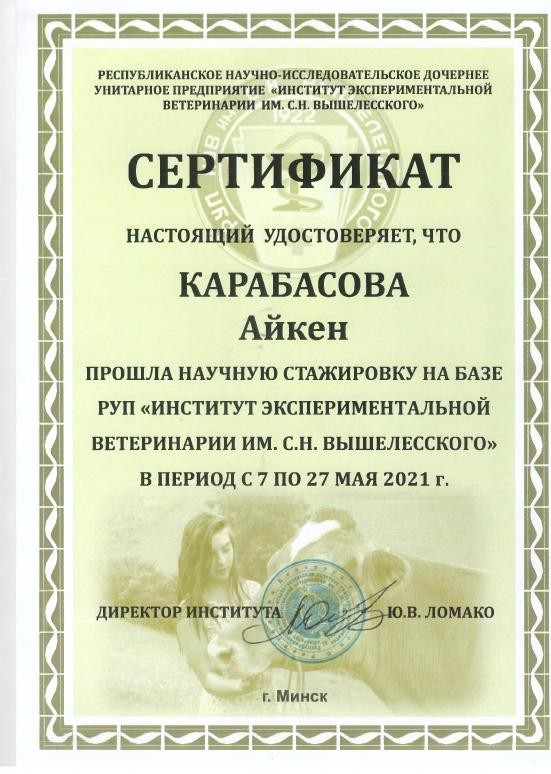 РЕСПУБЛИКАНСКОЕ НАУЧНО-ИССЛЕДОВАТЕЛЬСКОЕ ДОЧЕРНЕЕ
УНИТАРНОЕ ПРЕДПРИЯТИЕ «ИНСТИТУТ ЭКСПЕРИМЕНТАЛЬНОЙ
ВЕТЕРИНАРИИ ИМ. С.Н. ВЫШЕЛЕССКОГО»
1922
СЕРТИФИКАТ
НАСТОЯЩИЙ УДОСТОВЕРЯЕТ, ЧТО
КАРАБАСОВА
Айкен
ПРОШЛА НАУЧНУЮ СТАЖИРОВКУ НА БАЗЕ
РУП «ИНСТИТУТ ЭКСПЕРИМЕНТАЛЬНОЙ
ВЕТЕРИНАРИИ ИМ. С.Н. ВЫШЕЛЕССКОГО»
В ПЕРИОД С 7 ПО 27 МАЯ 2021 г.
ДИРЕКТОР ИНСТИТУТА Ю.В. ЛОМАКО
г. Минск